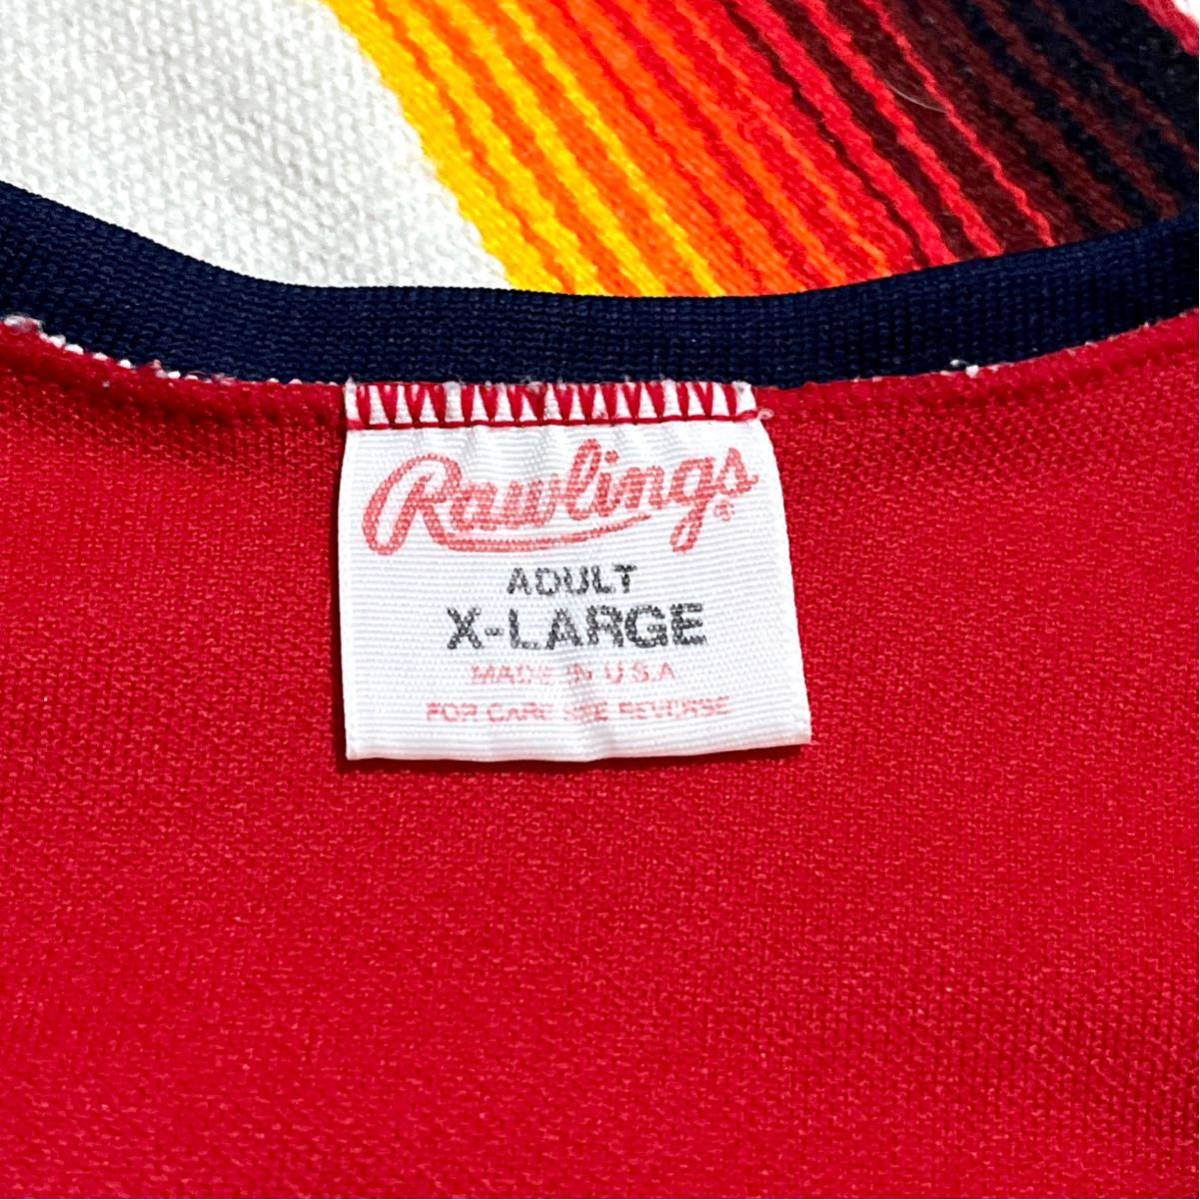 Rawlings®
ADULT
X-LARGE
MADE IN U.S.A
FOR CARE SEE REVERSE